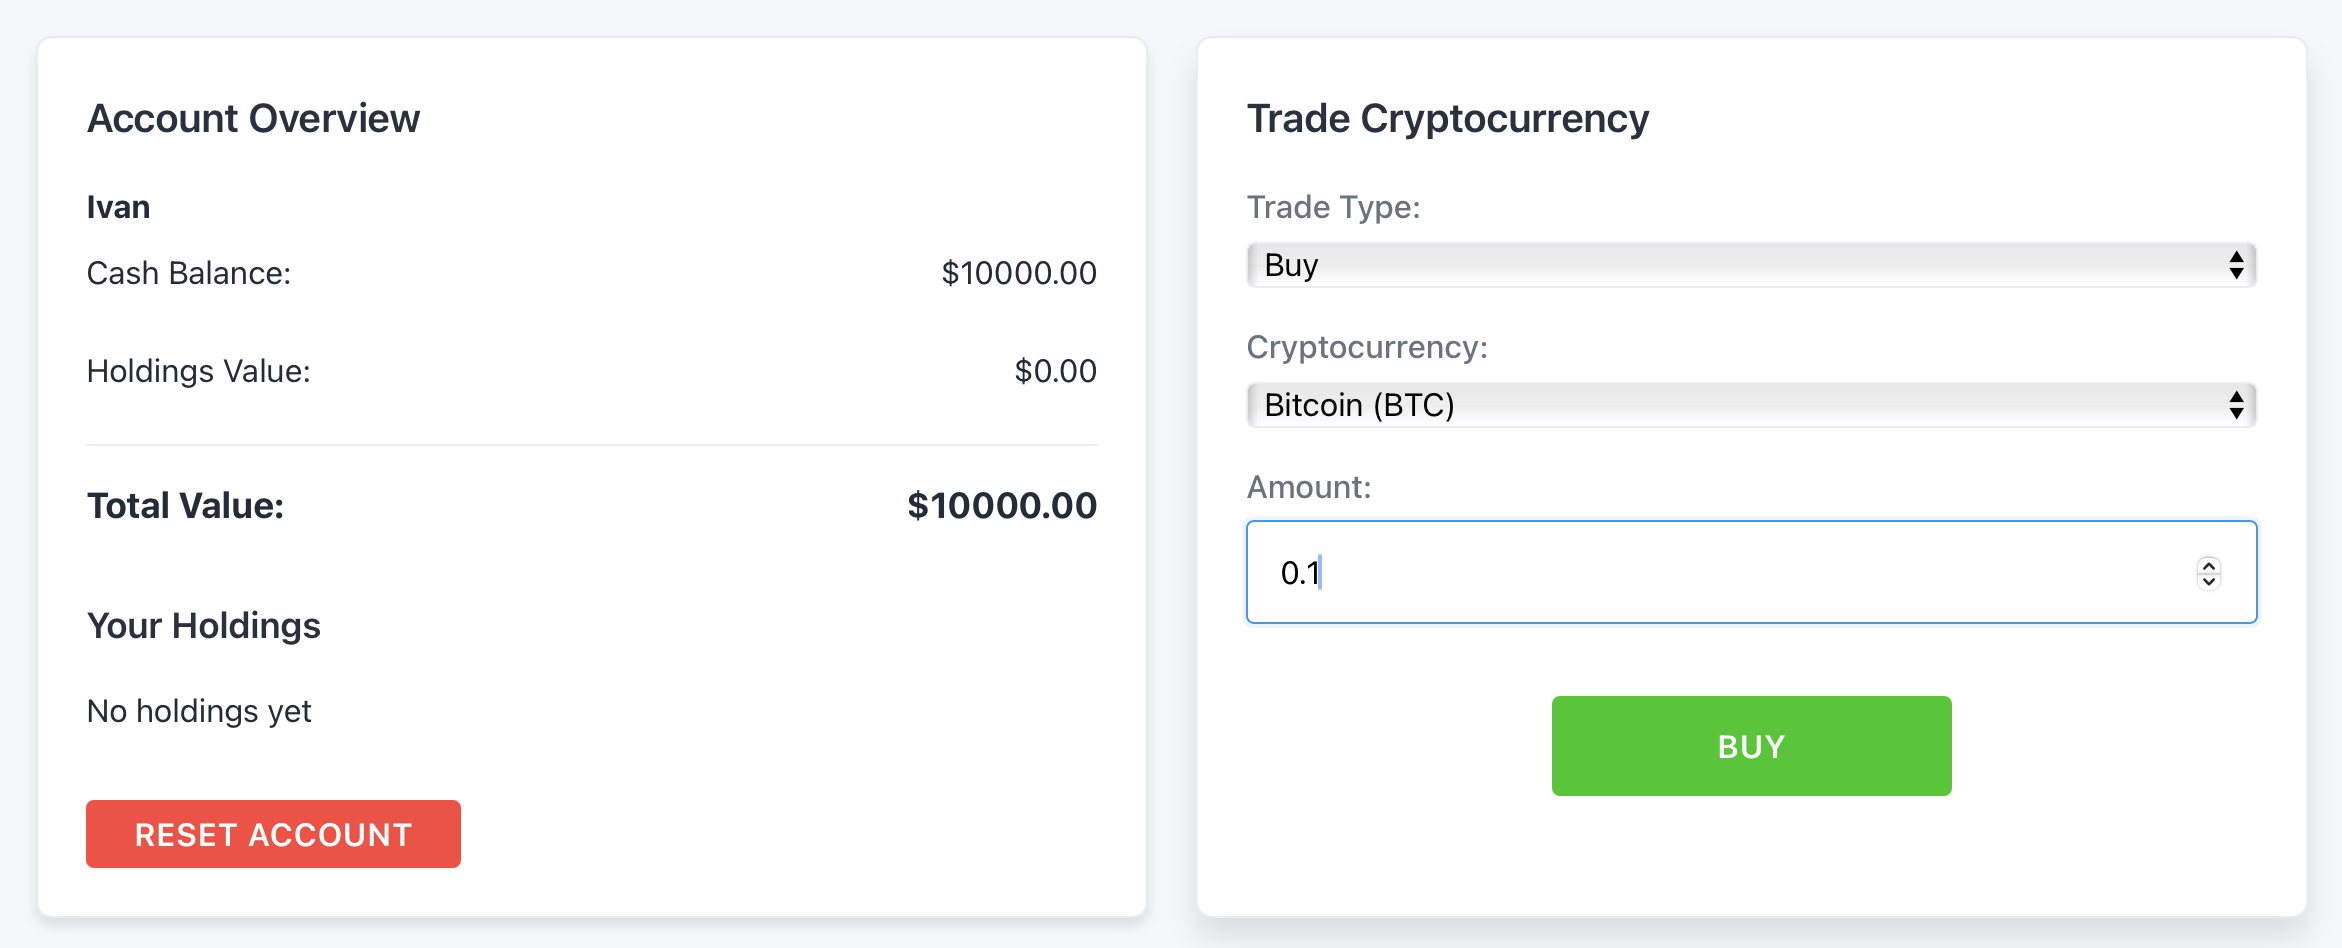 Account Overview
Ivan
Cash Balance: $10000.00
Holdings Value: $0.00
Total Value: $10000.00
Your Holdings
No holdings yet
RESET ACCOUNT
Trade Cryptocurrency
Trade Type:
Buy
Cryptocurrency:
Bitcoin (BTC)
Amount:
0.1
BUY